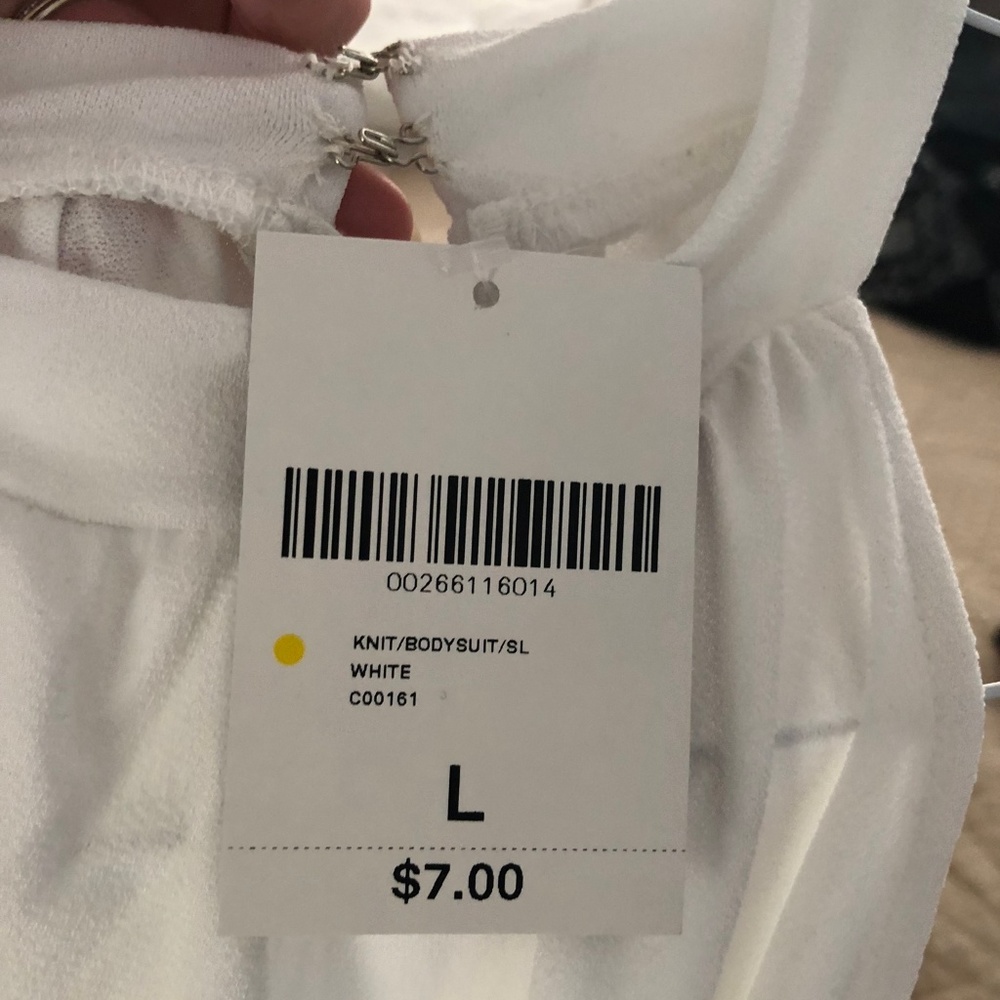 00266116014
KNIT/BODYSUIT/SL
WHITE
C00161
L
$7.00